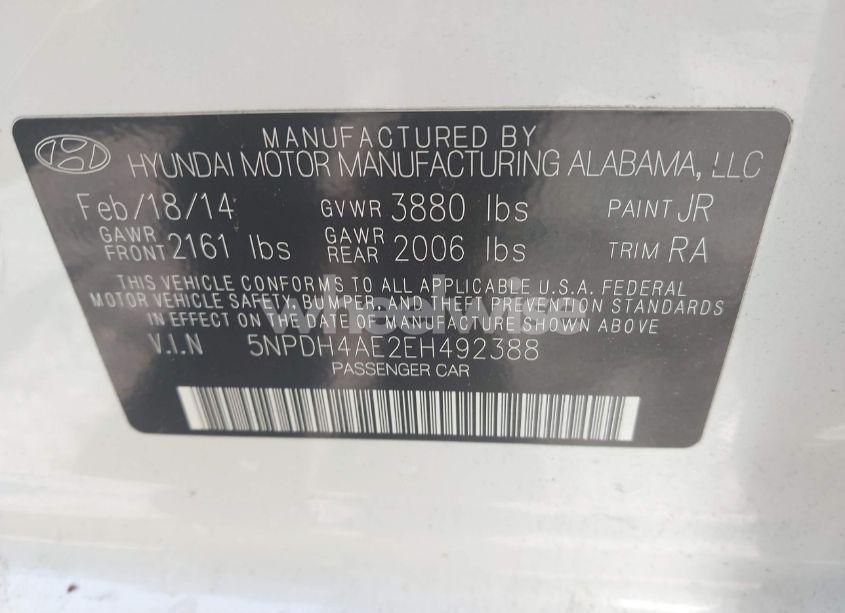 MANUFACTURED BY
HYUNDAI MOTOR MANUFACTURING ALABAMA, LLC
Feb/18/14 GVWR 3880 lbs PAINT JR
GAWR FRONT 2161 lbs GAWR REAR 2006 lbs TRIM RA
THIS VEHICLE CONFORMS TO ALL APPLICABLE U.S.A. FEDERAL
MOTOR VEHICLE SAFETY, BUMPER, AND THEFT PREVENTION STANDARDS
IN EFFECT ON THE DATE OF MANUFACTURE SHOWN ABOVE
V.I.N 5NPDH4AE2EH492388
PASSENGER CAR
wheelwise